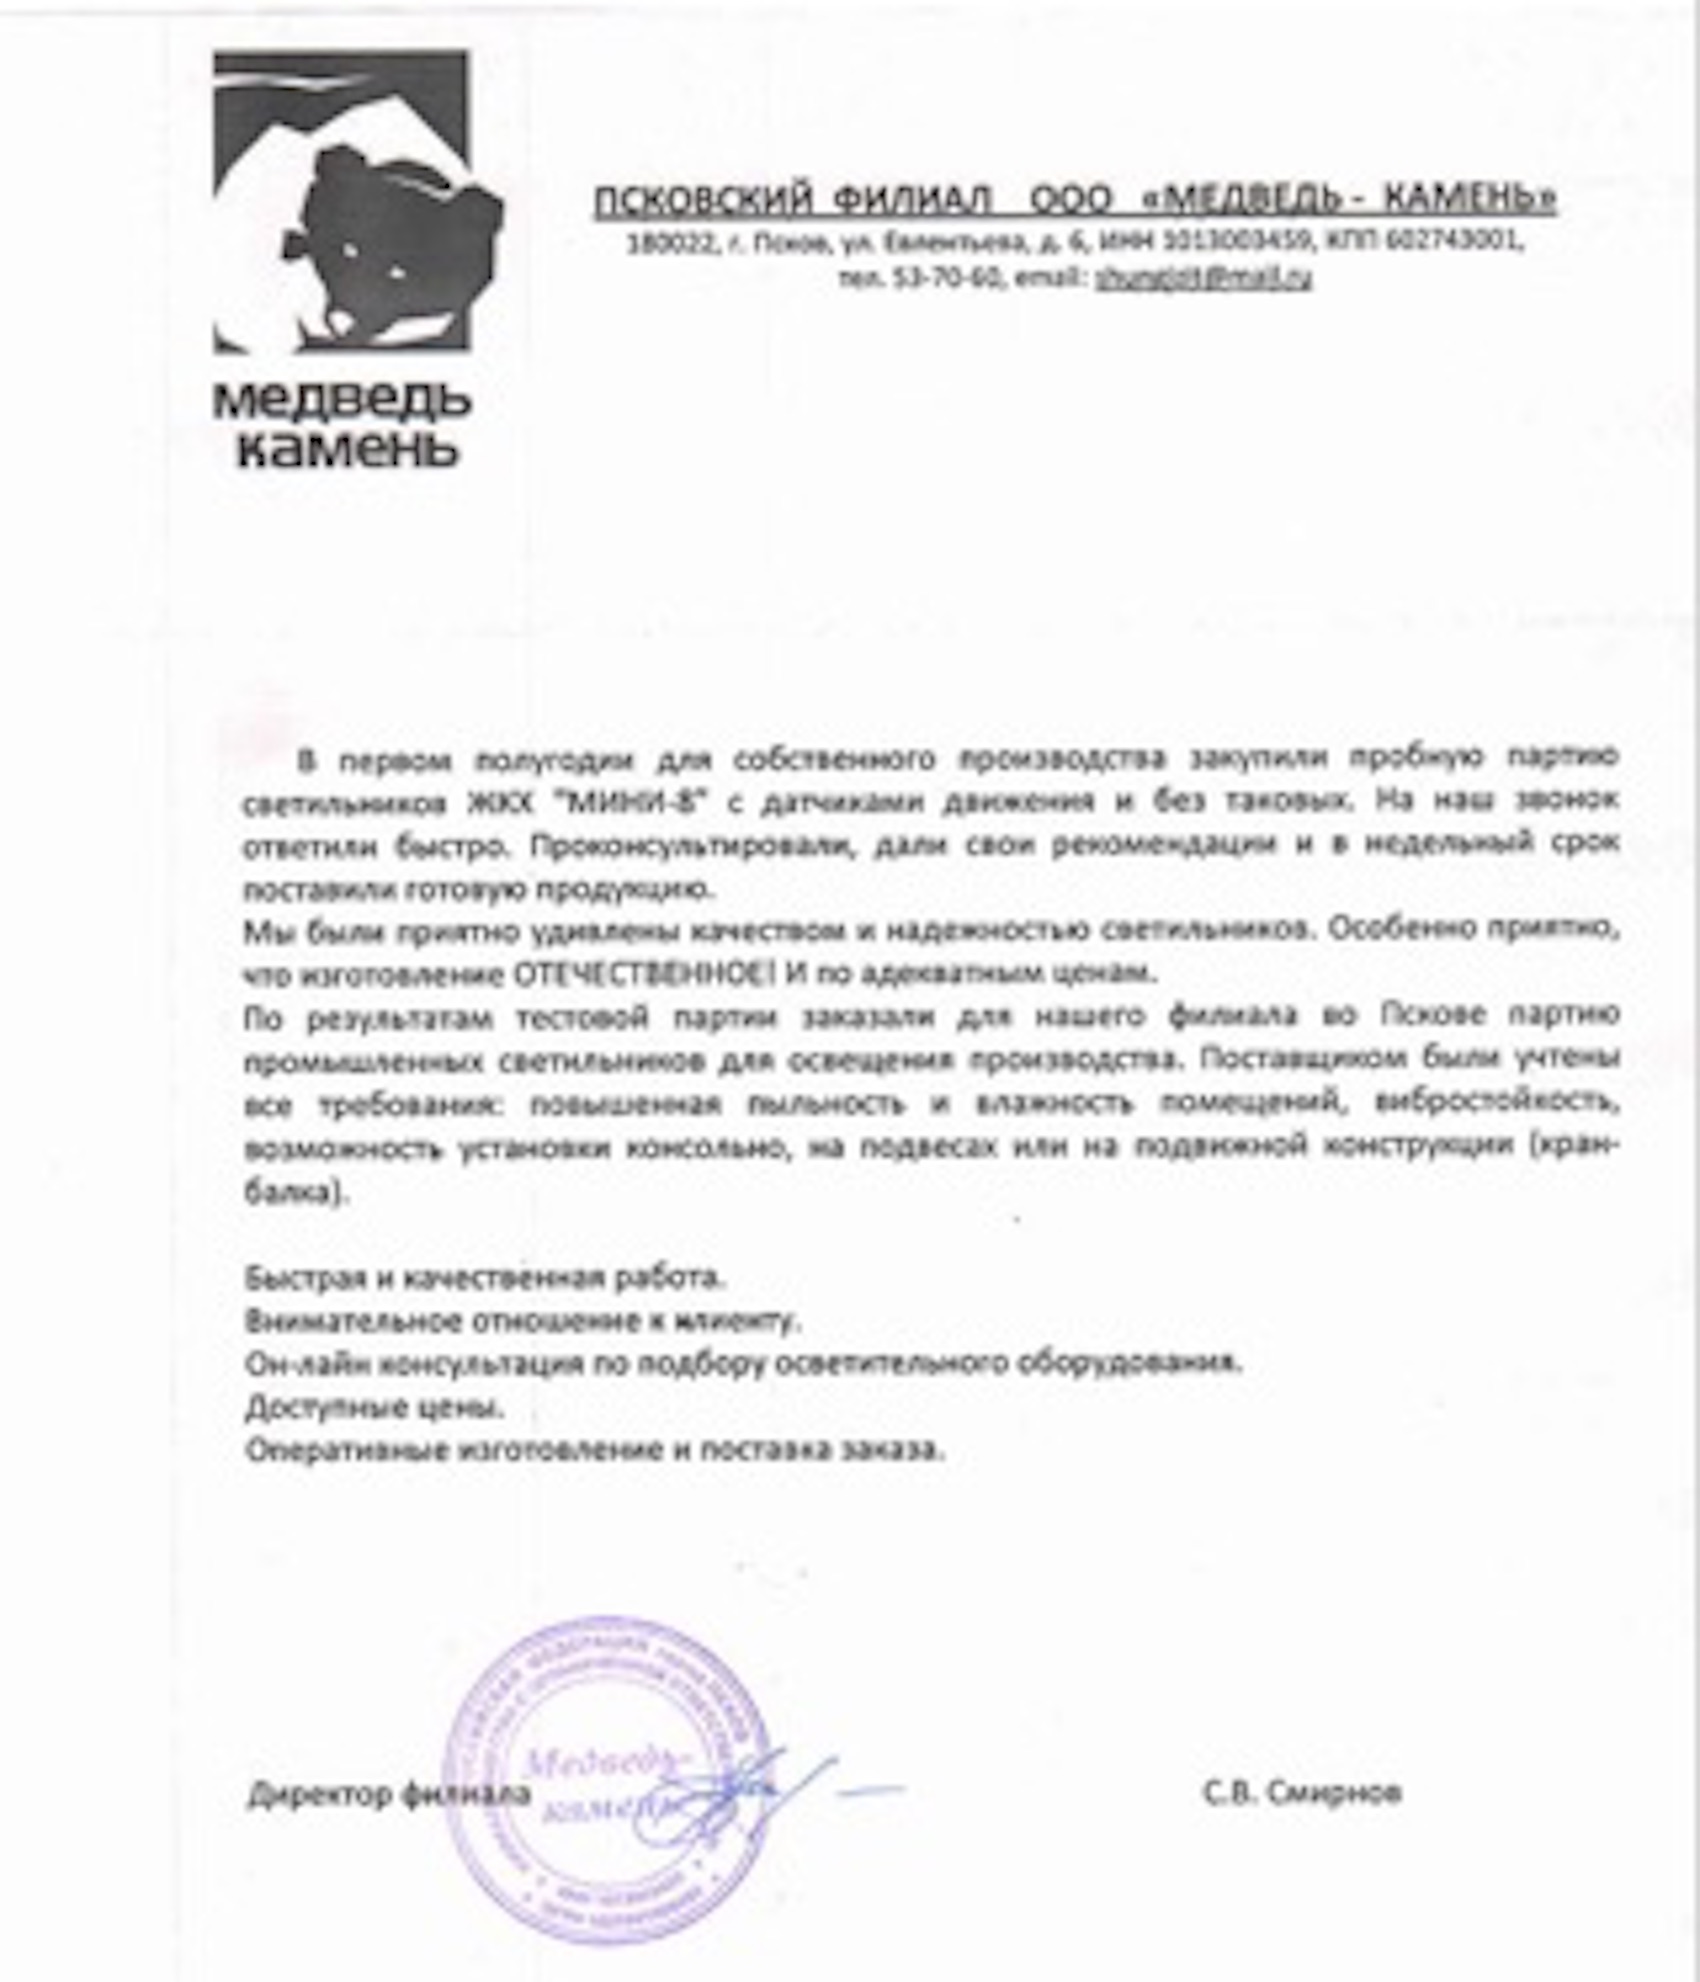 медведь
камень
ПСКОВСКИЙ ФИЛИАЛ ООО «МЕДВЕДЬ - КАМЕНЬ»
180022, г. Псков, ул. Евлентьева, д. 6, ИНН КПП 602743001,
тел. 53-70-60, email:
В первом полугодии для собственного производства закупили пробную партию
светильников ЖКХ "МИНИ-8" с датчиками движения и без таковых. На наш звонок
ответили быстро. Проконсультировали, дали свои рекомендации и в недельный срок
поставили готовую продукцию.
Мы были приятно удивлены качеством и надежностью светильников. Особенно приятно,
что изготовление ОТЕЧЕСТВЕННОЕ! И по адекватным ценам.
По результатам тестовой партии заказали для нашего филиала во Пскове партию
промышленных светильников для освещения производства. Поставщиком были учтены
все требования: повышенная пыльность и влажность помещений, вибростойкость,
возможность установки консольно, на подвесах или на подвижной конструкции (кран-
балка).
Быстрая и качественная работа.
Внимательное отношение к клиенту.
Он-лайн консультация по подбору осветительного оборудования.
Доступные цены.
Оперативные изготовление и поставка заказа.
Медведь-
камень
Директор филиала С.В. Смирнов